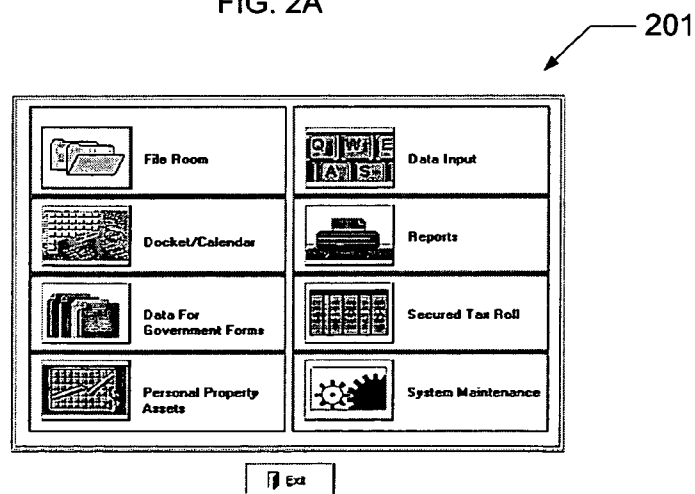 FIG. 2A
201
File Room
Data Input
Docket/Calendar
Reports
Data For
Government Forms
Secured Tax Roll
Personal Property
Assets
System Maintenance
Exit
Q W E
A S